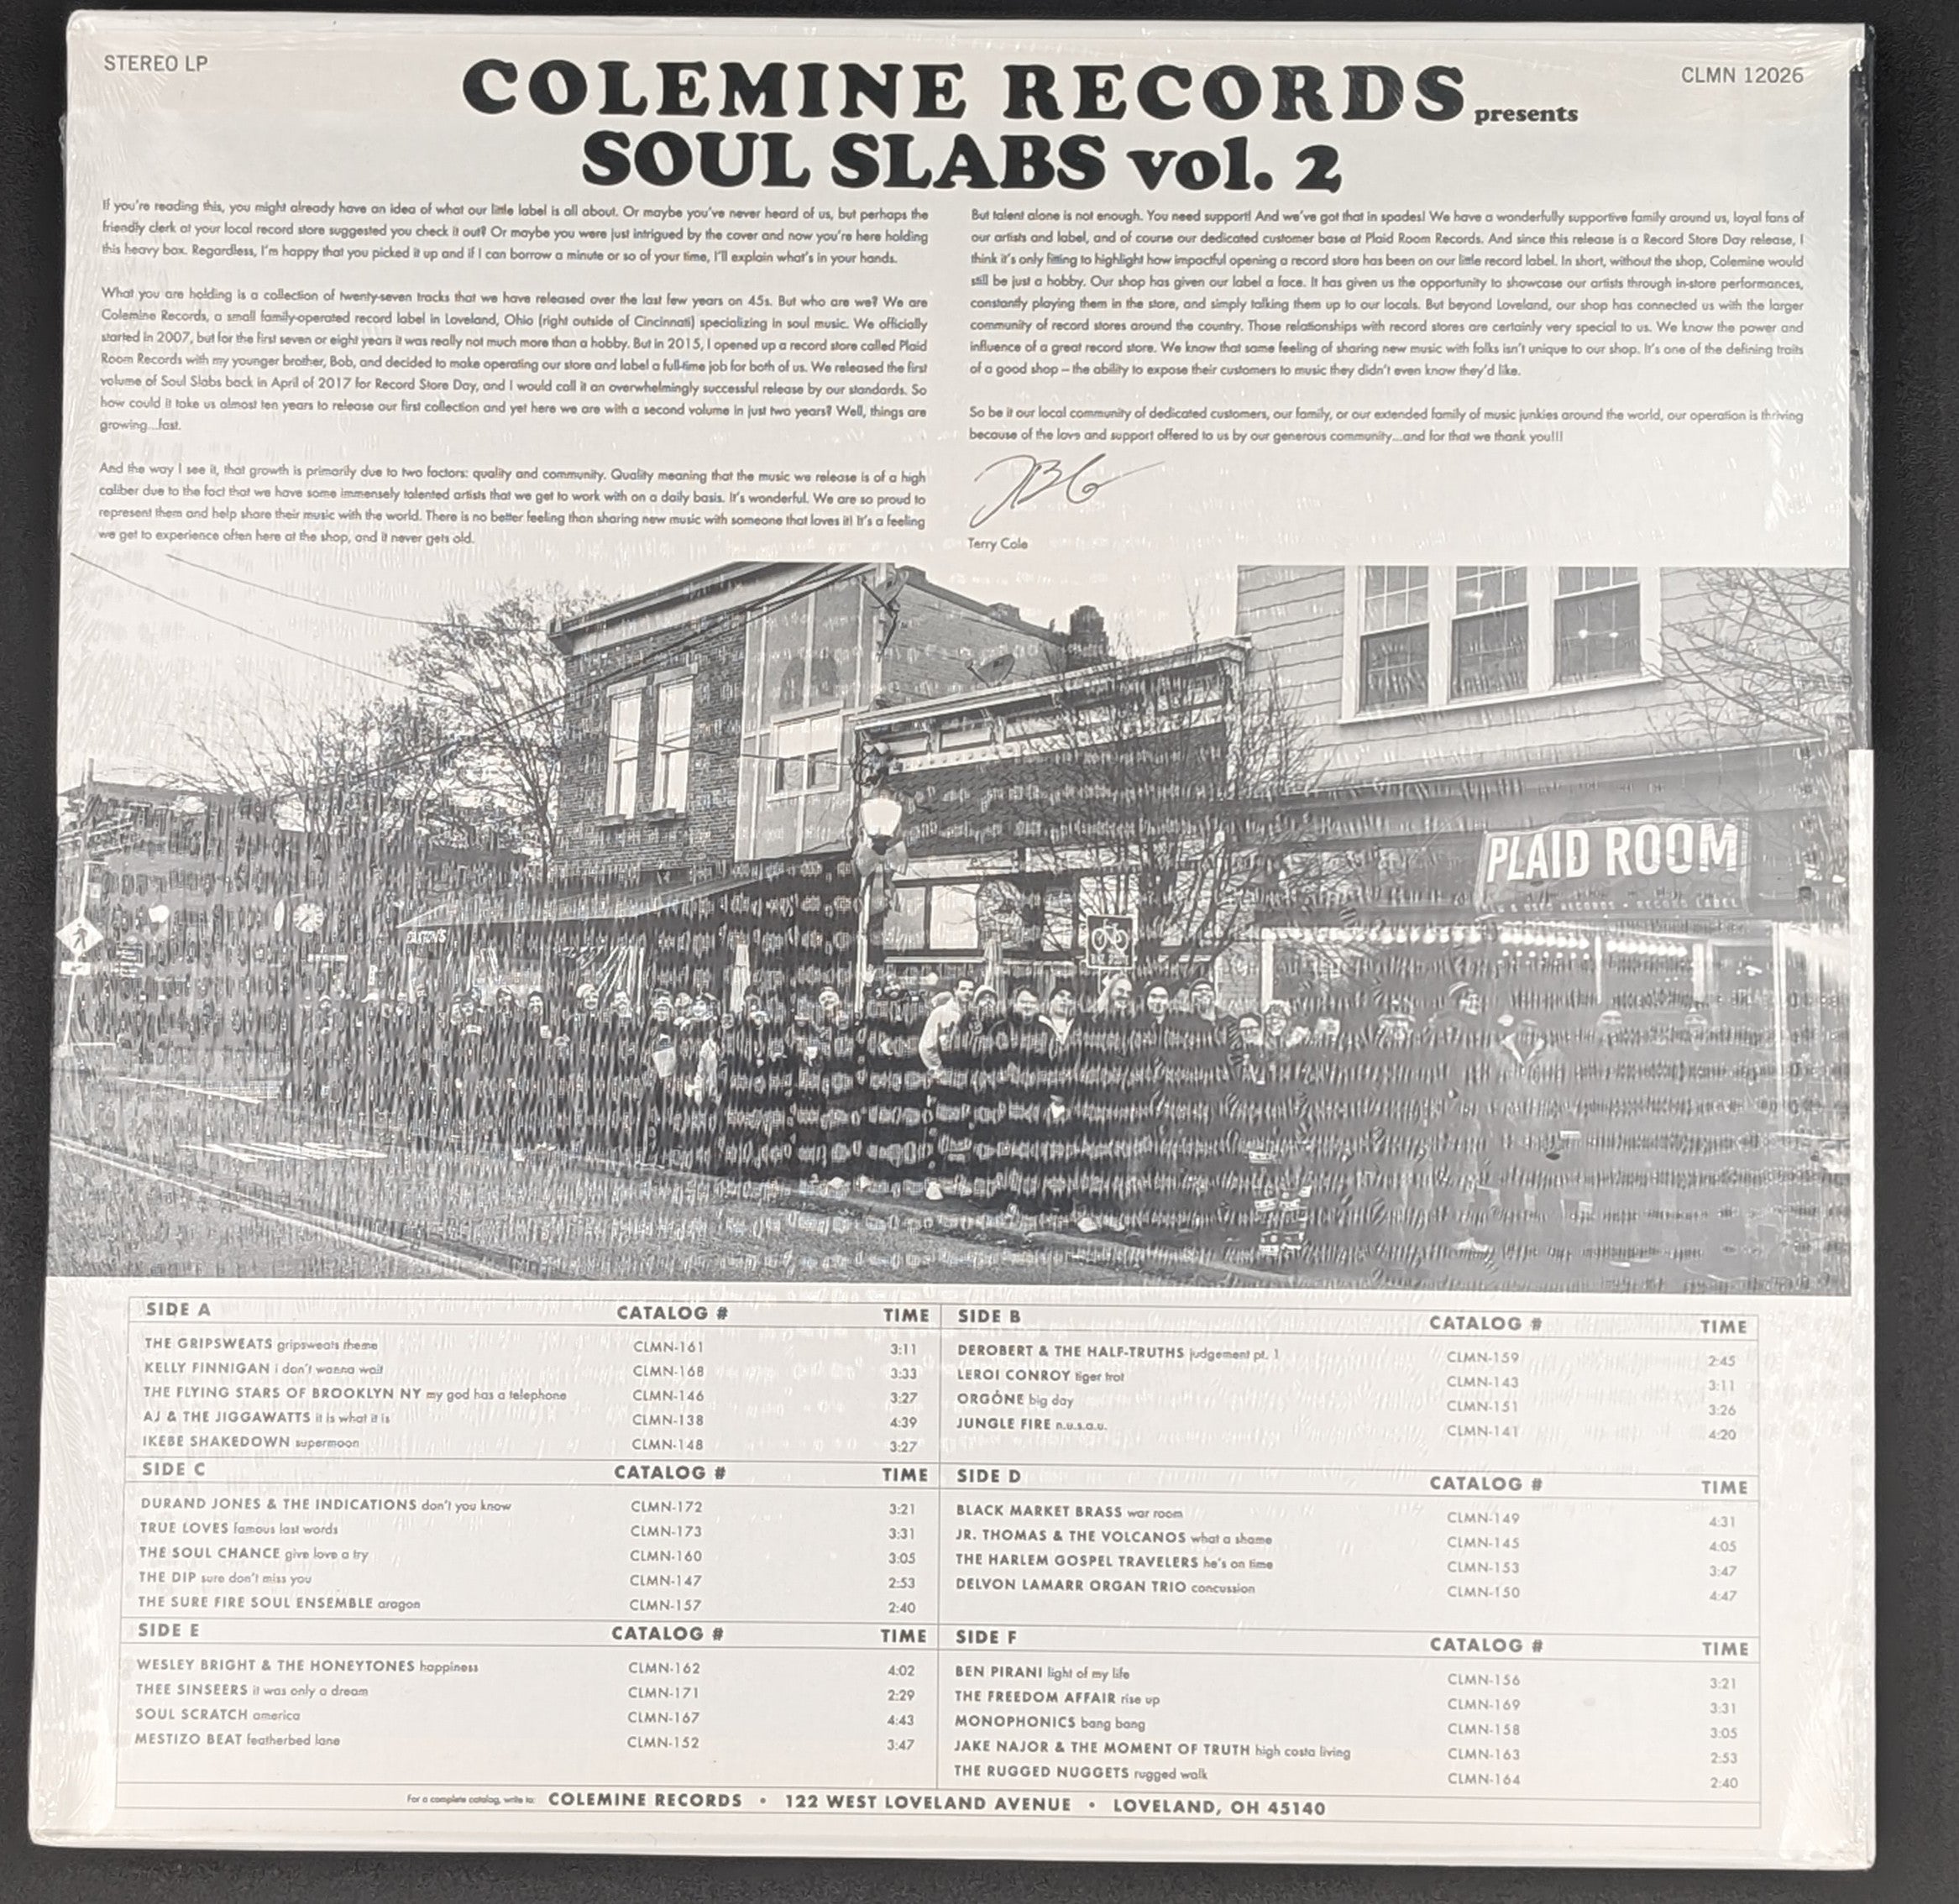 STEREO LP
CLMN 12026
COLEMINE RECORDS presents
SOUL SLABS vol. 2
If you're reading this, you might already have an idea of what our little label is all about. Or maybe you've never heard of us, but perhaps the
friendly clerk at your local record store suggested you check it out? Or maybe you were just intrigued by the cover and now you're here holding
this heavy box. Regardless, I'm happy that you picked it up and if I can borrow a minute or so of your time, I'll explain what's in your hands.
What you are holding is a collection of twenty-seven tracks that we have released over the last few years on 45s. But who are we? We are
Colemine Records, a small family-operated record label in Loveland, Ohio (right outside of Cincinnati) specializing in soul music. We officially
started in 2007, but for the first seven or eight years it was really not much more than a hobby. But in 2015, I opened up a record store called Plaid
Room Records with my younger brother, Bob, and decided to make operating our store and label a full-time job for both of us. We released the first
volume of Soul Slabs back in April of 2017 for Record Store Day, and I would call it an overwhelmingly successful release by our standards. So
how could it take us almost ten years to release our first collection and yet here we are with a second volume in just two years? Well, things are
growing...fast.
And the way I see it, that growth is primarily due to two factors: quality and community. Quality meaning that the music we release is of a high
caliber due to the fact that we have some immensely talented artists that we get to work with on a daily basis. It's wonderful. We are so proud to
represent them and help share their music with the world. There is no better feeling than sharing new music with someone that loves it! It's a feeling
we get to experience often here at the shop, and it never gets old.
But talent alone is not enough. You need support! And we've got that in spades! We have a wonderfully supportive family around us, loyal fans of
our artists and label, and of course our dedicated customer base at Plaid Room Records. And since this release is a Record Store Day release, I
think it's only fitting to highlight how impactful opening a record store has been on our little record label. In short, without the shop, Colemine would
still be just a hobby. Our shop has given our label a face. It has given us the opportunity to showcase our artists through in-store performances,
constantly playing them in the store, and simply talking them up to our locals. But beyond Loveland, our shop has connected us with the larger
community of record stores around the country. Those relationships with record stores are certainly very special to us. We know the power and
influence of a great record store. We know that same feeling of sharing new music with folks isn't unique to our shop. It's one of the defining traits
of a good shop – the ability to expose their customers to music they didn't even know they'd like.
So be it our local community of dedicated customers, our family, or our extended family of music junkies around the world, our operation is thriving
because of the love and support offered to us by our generous community...and for that we thank you!!!
Terry Cole
PLAID ROOM
RECORDS • RECORD LABEL
PAXTON'S
SIDE A CATALOG # TIME
THE GRIPSWEATS gripsweats theme CLMN-161 3:11
KELLY FINNIGAN i don't wanna wait CLMN-168 3:33
THE FLYING STARS OF BROOKLYN NY my god has a telephone CLMN-146 3:27
AJ & THE JIGGAWATTS it is what it is CLMN-138 4:39
IKEBE SHAKEDOWN supermoon CLMN-148 3:27
SIDE B CATALOG # TIME
DEROBERT & THE HALF-TRUTHS judgement pt. 1 CLMN-159 2:45
LEROI CONROY tiger trot CLMN-143 3:11
ORGŌNE big day CLMN-151 3:26
JUNGLE FIRE n.u.s.a.u. CLMN-141 4:20
SIDE C CATALOG # TIME
DURAND JONES & THE INDICATIONS don't you know CLMN-172 3:21
TRUE LOVES famous last words CLMN-173 3:31
THE SOUL CHANCE give love a try CLMN-160 3:05
THE DIP sure don't miss you CLMN-147 2:53
THE SURE FIRE SOUL ENSEMBLE aragon CLMN-157 2:40
SIDE D CATALOG # TIME
BLACK MARKET BRASS war room CLMN-149 4:31
JR. THOMAS & THE VOLCANOS what a shame CLMN-145 4:05
THE HARLEM GOSPEL TRAVELERS he's on time CLMN-153 3:47
DELVON LAMARR ORGAN TRIO concussion CLMN-150 4:47
SIDE E CATALOG # TIME
WESLEY BRIGHT & THE HONEYTONES happiness CLMN-162 4:02
THEE SINSEERS it was only a dream CLMN-171 2:29
SOUL SCRATCH america CLMN-167 4:43
MESTIZO BEAT featherbed lane CLMN-152 3:47
SIDE F CATALOG # TIME
BEN PIRANI light of my life CLMN-156 3:21
THE FREEDOM AFFAIR rise up CLMN-169 3:31
MONOPHONICS bang bang CLMN-158 3:05
JAKE NAJOR & THE MOMENT OF TRUTH high costa living CLMN-163 2:53
THE RUGGED NUGGETS rugged walk CLMN-164 2:40
For a complete catalog, write to: COLEMINE RECORDS • 122 WEST LOVELAND AVENUE • LOVELAND, OH 45140